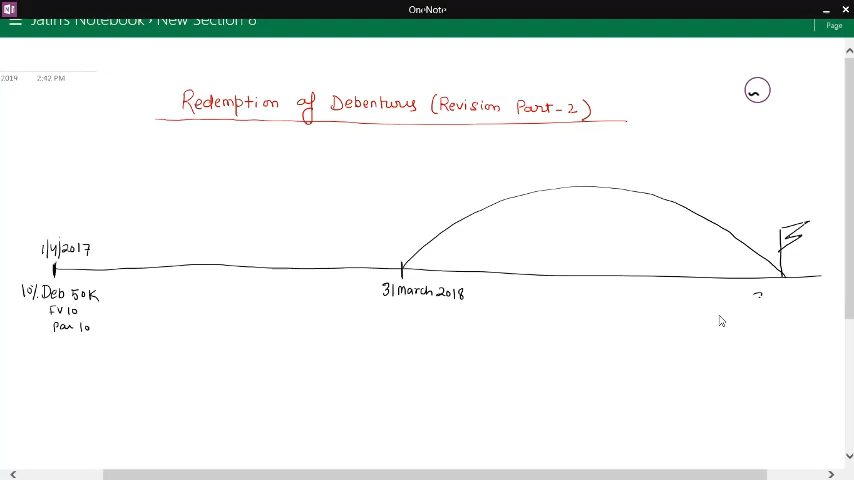 OneNote
Jatin's Notebook › New Section 6
Page
2019 2:42 PM
Redemption of Debentures (Revision Part-2)
1/4/2017
10% Deb 50K
FV 10
Par 10
31 March 2018